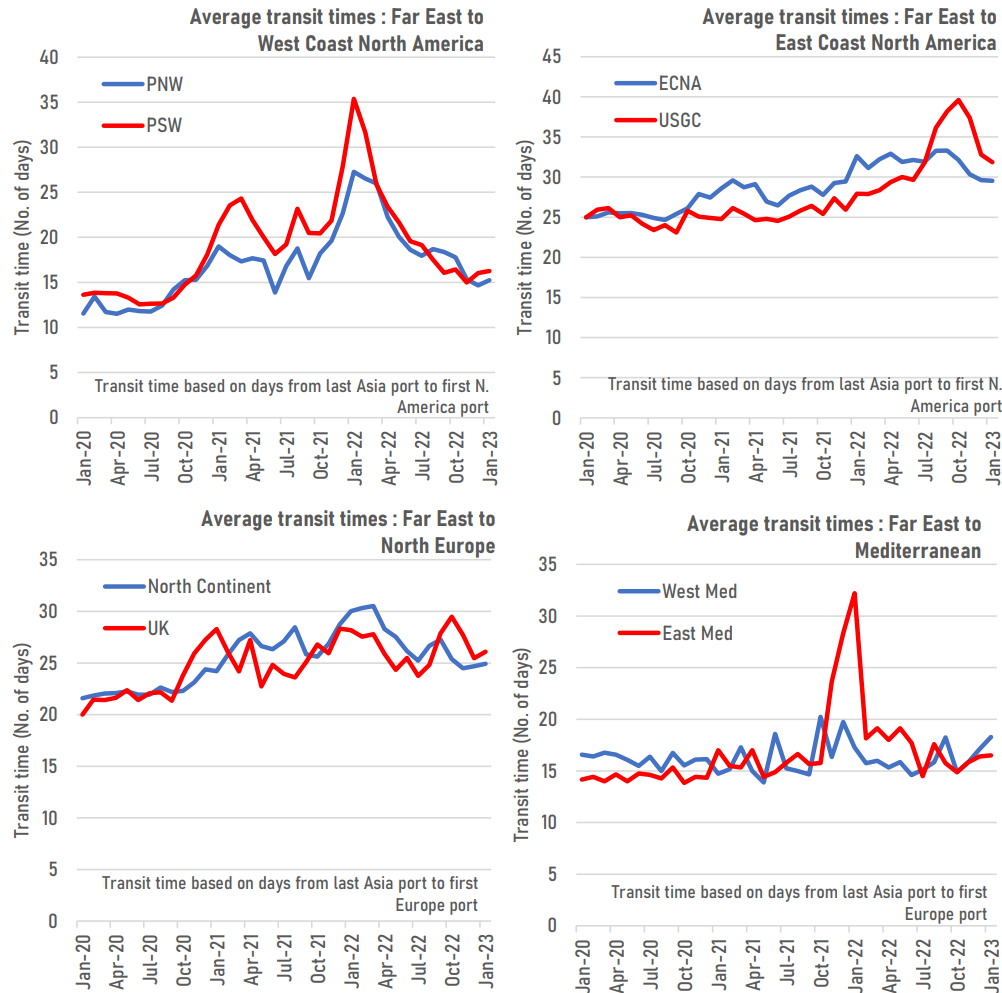 Average transit times : Far East to
West Coast North America
40
35
30
25
20
15
10
5
0
Transit time (No. of days)
PNW
PSW
Transit time based on days from last Asia port to first N.
America port
Jan-20
Apr-20
Jul-20
Oct-20
Jan-21
Apr-21
Jul-21
Oct-21
Jan-22
Apr-22
Jul-22
Oct-22
Jan-23
Average transit times : Far East to
East Coast North America
45
40
35
30
25
20
15
10
5
0
Transit time (No. of days)
ECNA
USGC
Transit time based on days from last Asia port to first N.
America port
Jan-20
Apr-20
Jul-20
Oct-20
Jan-21
Apr-21
Jul-21
Oct-21
Jan-22
Apr-22
Jul-22
Oct-22
Jan-23
Average transit times : Far East to
North Europe
35
30
25
20
15
10
5
0
Transit time (No. of days)
North Continent
UK
Transit time based on days from last Asia port to first
Europe port
Jan-20
Apr-20
Jul-20
Oct-20
Jan-21
Apr-21
Jul-21
Oct-21
Jan-22
Apr-22
Jul-22
Oct-22
Jan-23
Average transit times : Far East to
Mediterranean
35
30
25
20
15
10
5
0
Transit time (No. of days)
West Med
East Med
Transit time based on days from last Asia port to first
Europe port
Jan-20
Apr-20
Jul-20
Oct-20
Jan-21
Apr-21
Jul-21
Oct-21
Jan-22
Apr-22
Jul-22
Oct-22
Jan-23